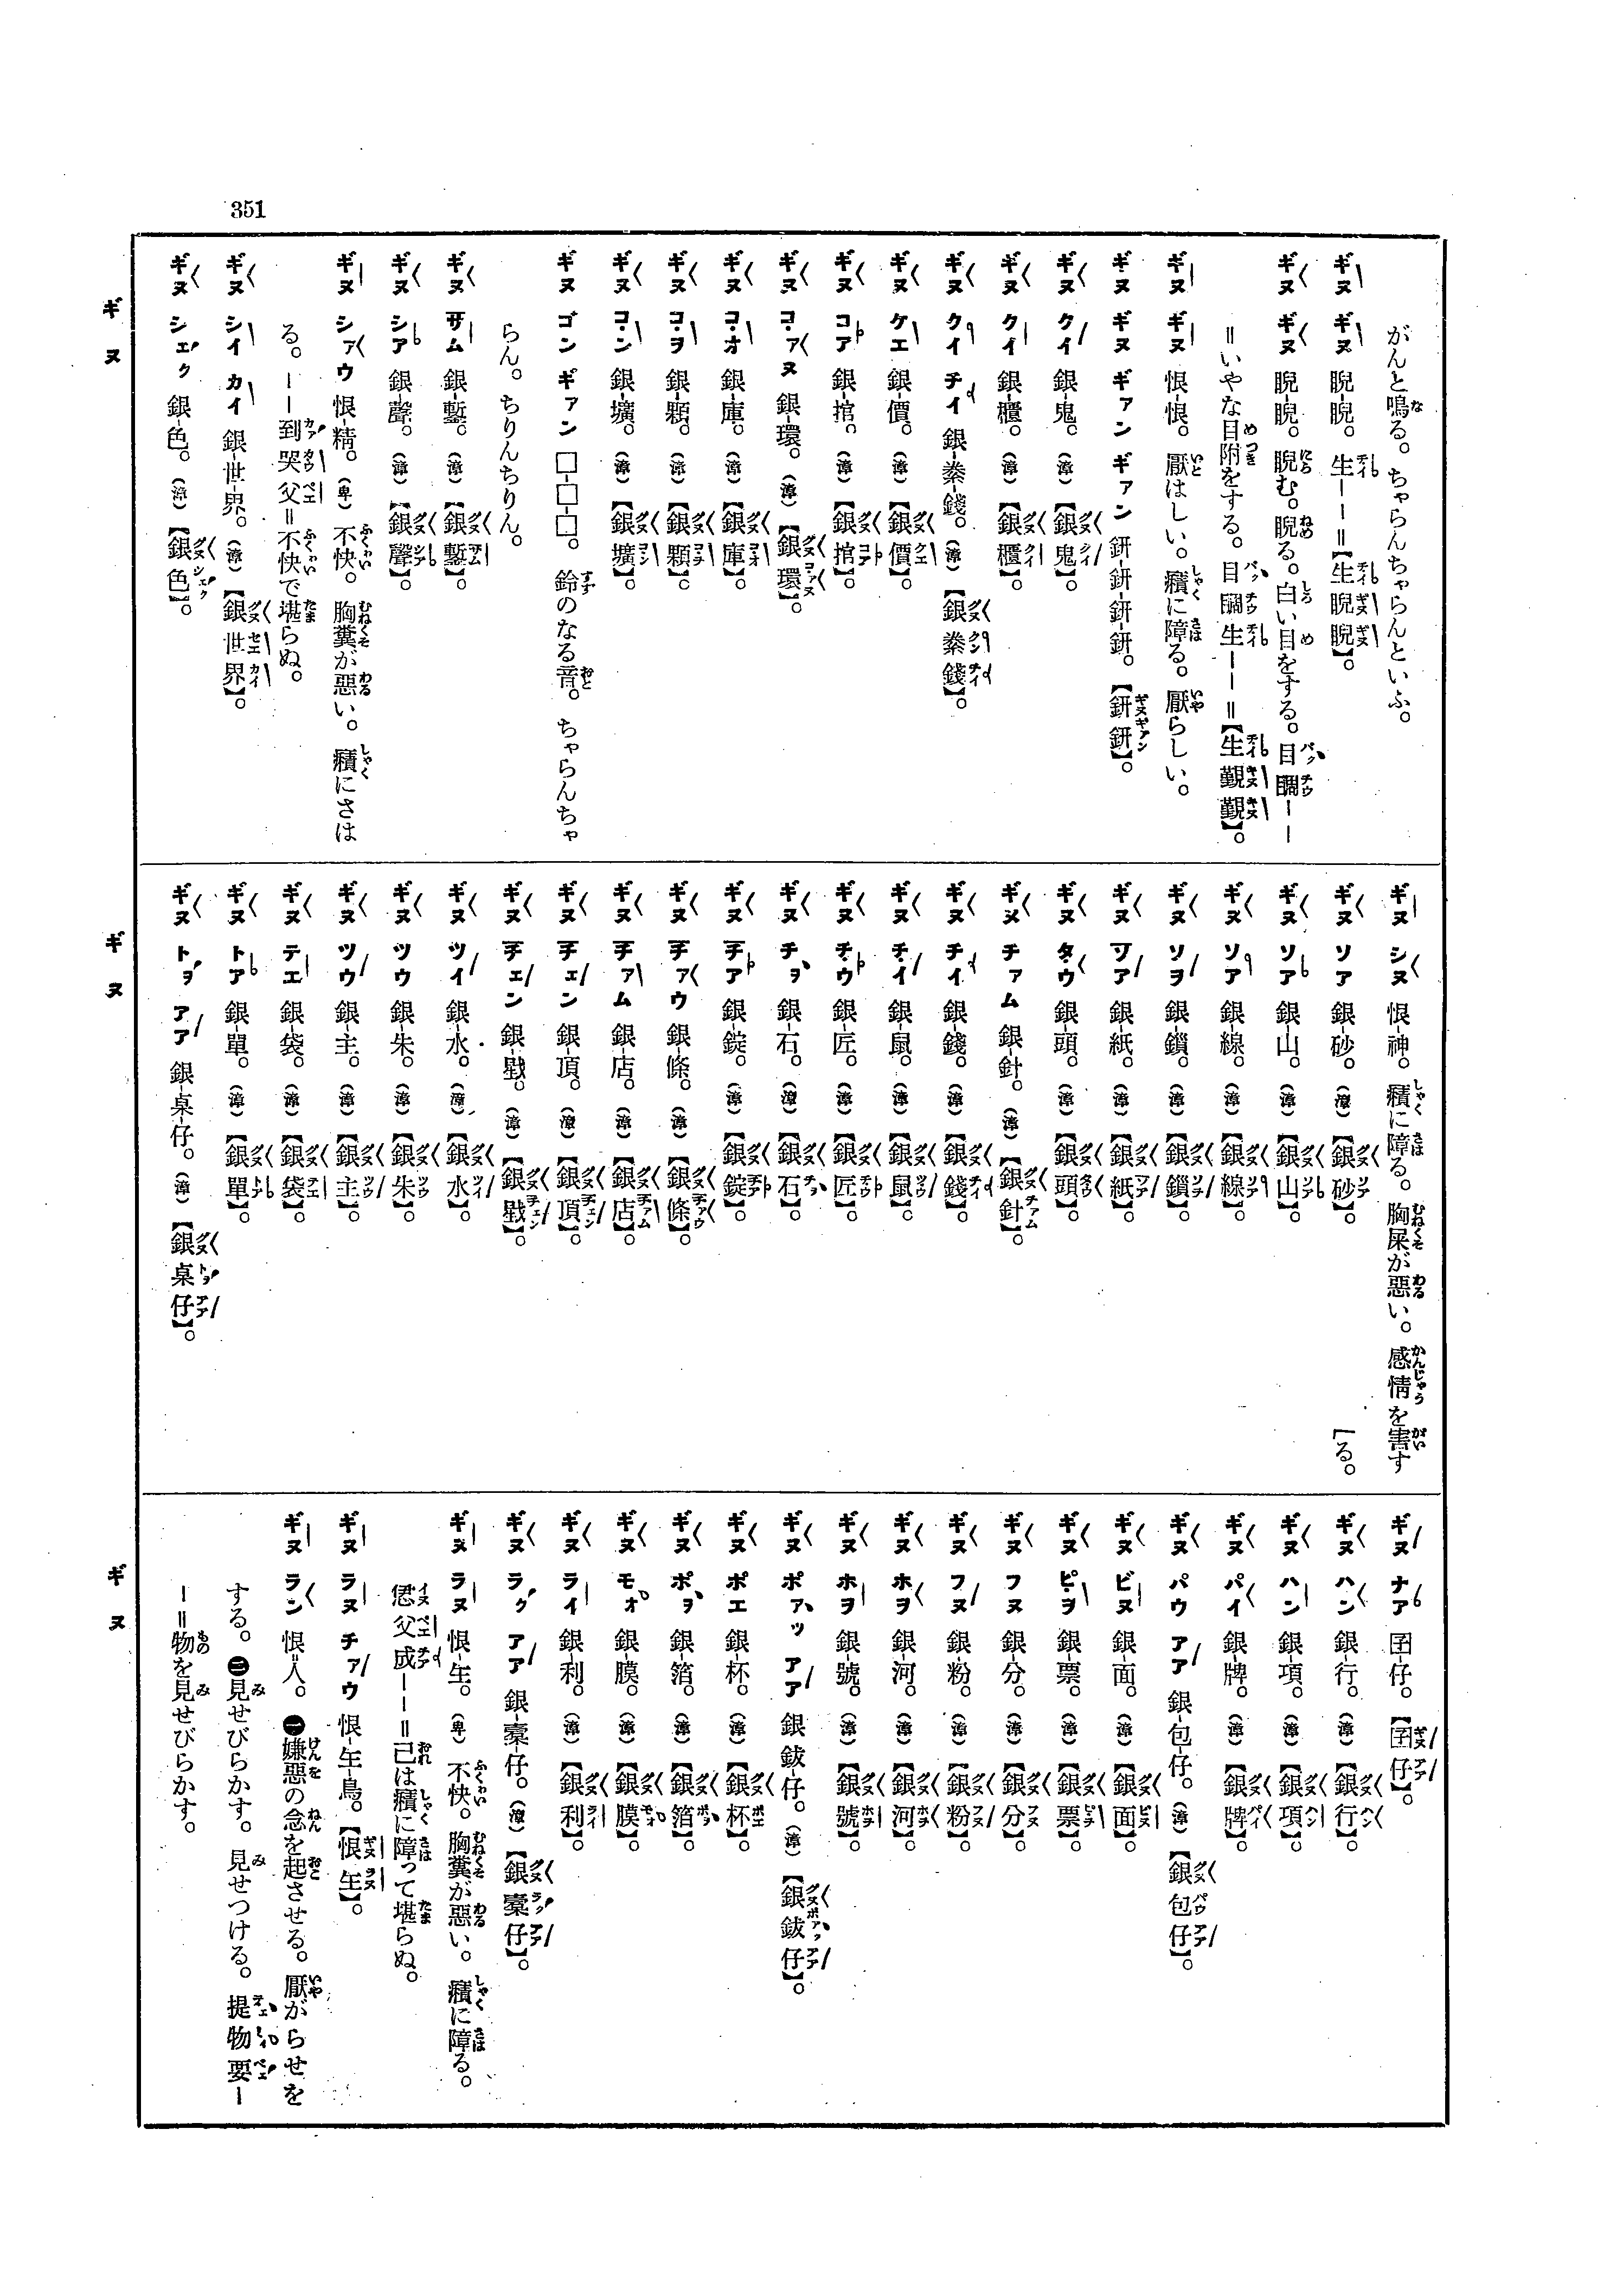 351
がんと鳴る。ちゃらんちゃらんといふ。
ギヌ ギヌ 睨-睨。生ーー＝【生睨睨】。
ギヌ ギヌ 睨-睨。睨む。睨る。白い目をする。目睭ーー
＝いやな目附をする。目睭生ーー＝【生覲覲】。
ギヌ ギヌ 恨-恨。厭はしい。癪に障る。厭らしい。
ギヌ ギヌ ギァン ギァン 銒-銒-銒-銒。【銒銒】。
ギヌ クイ 銀-鬼。（漳）【銀鬼】。
ギヌ クイ 銀-櫃。（漳）【銀櫃】。
ギヌ クイ チイ 銀-絭-錢。（漳）【銀絭錢】。
ギヌ ケエ 銀-價。（漳）【銀價】。
ギヌ コア 銀-捾。（漳）【銀捾】。
ギヌ コァヌ 銀-環。（漳）【銀環】。
ギヌ コオ 銀-庫。（漳）【銀庫】。
ギヌ コヲ 銀-顆。（漳）【銀顆】。
ギヌ コン 銀-壙。（漳）【銀壙】。
ギヌ ゴン ギァン □-□-□。鈴のなる音。ちゃらんちゃ
らん。ちりんちりん。
ギヌ サム 銀-鏨。（漳）【銀鏨】。
ギヌ シア 銀-聲。（漳）【銀聲】。
ギヌ シァウ 恨-精。（卑）不快。胸糞が惡い。癪にさは
る。ーー到哭父＝不快で堪らぬ。
ギヌ シイ カイ 銀-世-界。（漳）【銀世界】。
ギヌ シェク 銀-色。（漳）【銀色】。
ギヌ シヌ 恨-神。癪に障る。胸屎が惡い。感情を害す
［る。
ギヌ ソア 銀-砂。（漳）【銀砂】。
ギヌ ソア 銀-山。（漳）【銀山】。
ギヌ ソア 銀-線。（漳）【銀線】。
ギヌ ソヲ 銀-鎖。（漳）【銀鎖】。
ギヌ ツア 銀-紙。（漳）【銀紙】。
ギヌ タウ 銀-頭。（漳）【銀頭】。
ギヌ チァム 銀-針。（漳）【銀針】。
ギヌ チイ 銀-錢。（漳）【銀錢】。
ギヌ チイ 銀-鼠。（漳）【銀鼠】。
ギヌ チウ 銀-匠。（漳）【銀匠】。
ギヌ チヲ 銀-石。（漳）【銀石】。
ギヌ チア 銀-錠。（漳）【銀錠】。
ギヌ チァウ 銀-條。（漳）【銀條】。
ギヌ チァム 銀-店。（漳）【銀店】。
ギヌ チェン 銀-頂。（漳）【銀頂】。
ギヌ チェン 銀-戥。（漳）【銀戥】。
ギヌ ツイ 銀-水。（漳）【銀水】。
ギヌ ツウ 銀-朱。（漳）【銀朱】。
ギヌ ツウ 銀-主。（漳）【銀主】。
ギヌ テエ 銀-袋。（漳）【銀袋】。
ギヌ トア 銀-單。（漳）【銀單】。
ギヌ トヲ アア 銀-桌-仔。（漳）【銀桌仔】。
ギヌ ナア 囝-仔。【囝仔】。
ギヌ ハン 銀-行。（漳）【銀行】。
ギヌ ハン 銀-項。（漳）【銀項】。
ギヌ パイ 銀-牌。（漳）【銀牌】。
ギヌ パウ アア 銀-包-仔。（漳）【銀包仔】。
ギヌ ビヌ 銀-面。（漳）【銀面】。
ギヌ ピヲ 銀-票。（漳）【銀票】。
ギヌ フヌ 銀-分。（漳）【銀分】。
ギヌ フヌ 銀-粉。（漳）【銀粉】。
ギヌ ホヲ 銀-河。（漳）【銀河】。
ギヌ ホヲ 銀-號。（漳）【銀號】。
ギヌ ポァッ アア 銀-鈸-仔。（漳）【銀鈸仔】。
ギヌ ポエ 銀-杯。（漳）【銀杯】。
ギヌ ポヲ 銀-箔。（漳）【銀箔】。
ギヌ モオ 銀-膜。（漳）【銀膜】。
ギヌ ライ 銀-利。（漳）【銀利】。
ギヌ ラク アア 銀-橐-仔。（漳）【銀橐仔】。
ギヌ ラヌ 恨-生。（卑）不快。胸糞が惡い。癪に障る。
恁父成ーー＝己は癪に障って堪らぬ。
ギヌ ラヌ チァウ 恨-生-鳥。【恨生】。
ギヌ ラン 恨-人。㊀嫌惡の念を起させる。厭がらせを
する。㊁見せびらかす。見せつける。提物要ー
ー＝物を見せびらかす。
ギヌ
ギヌ
ギヌ